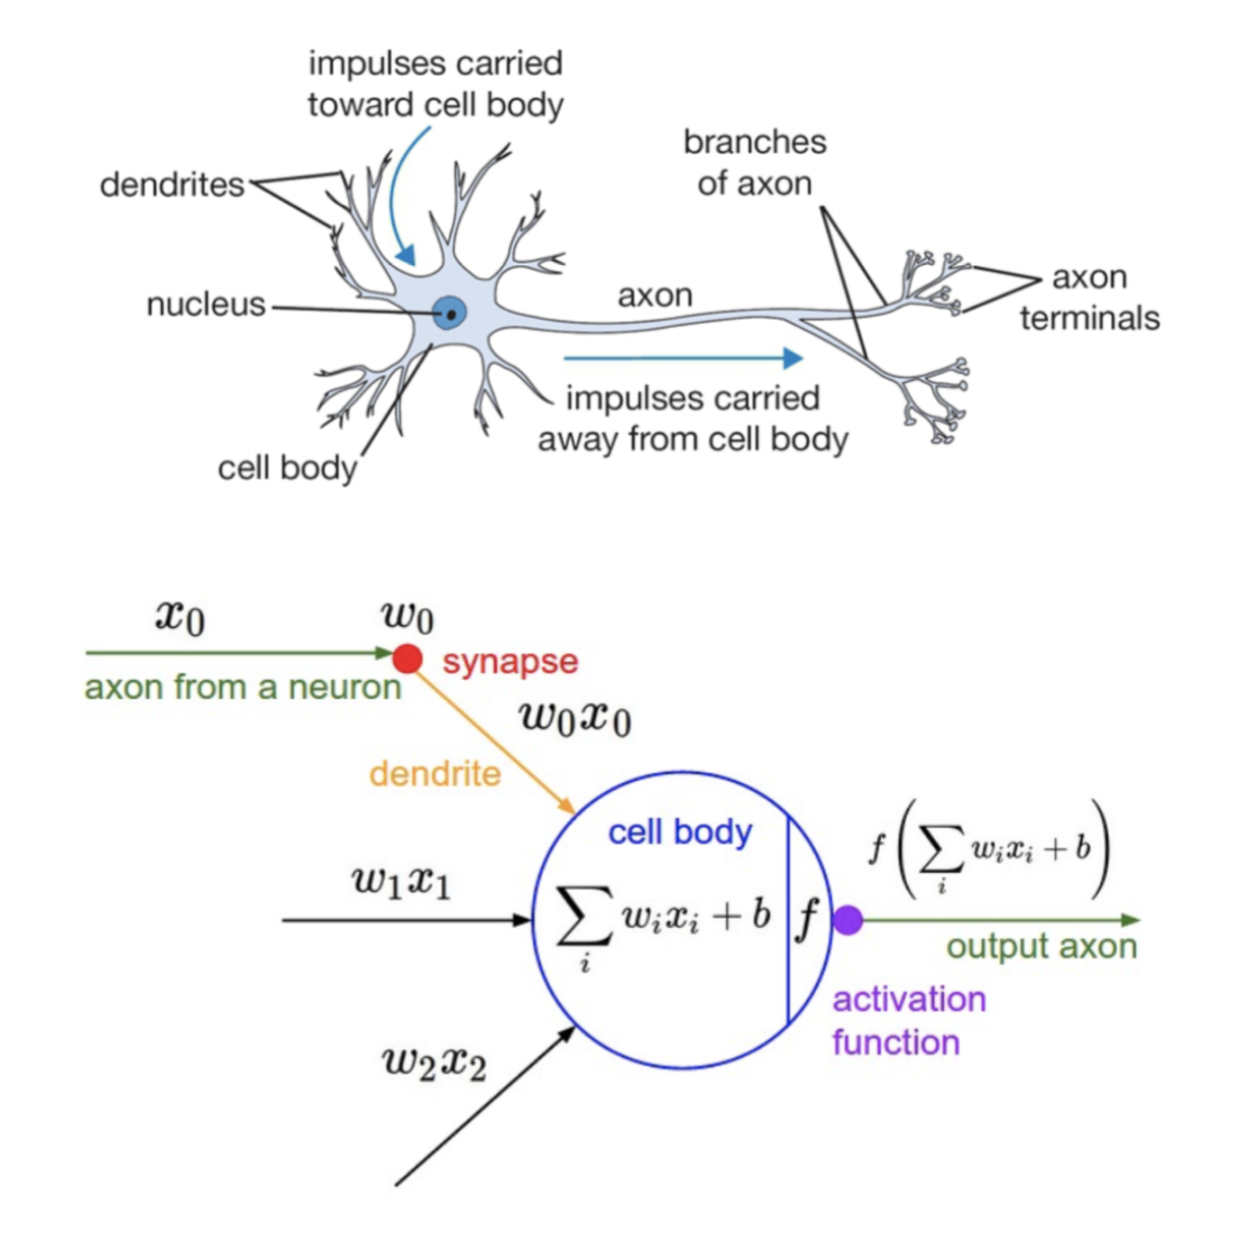 impulses carried
toward cell body
branches
of axon
dendrites
axon
axon
terminals
nucleus
impulses carried
away from cell body
cell body
x₀
w₀
axon from a neuron
synapse
w₀x₀
dendrite
cell body
f(∑ᵢ wᵢxᵢ + b)
w₁x₁
∑ᵢ wᵢxᵢ + b
f
output axon
activation
function
w₂x₂